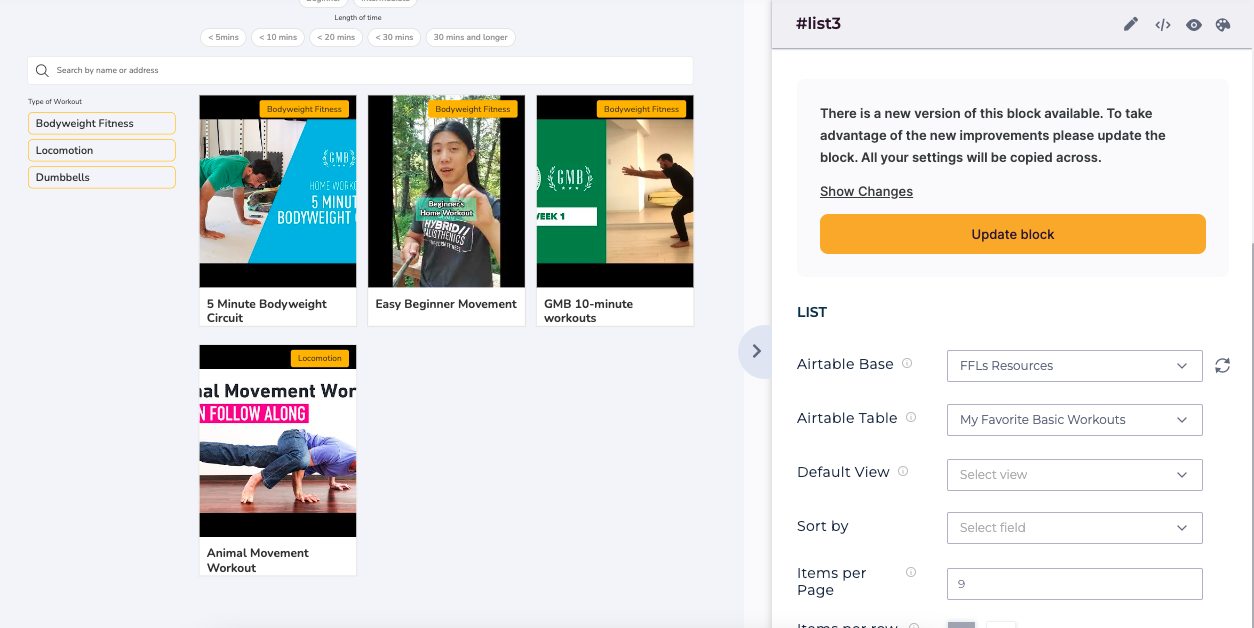 Beginner
Intermediate
Length of time
< 5mins
< 10 mins
< 20 mins
< 30 mins
30 mins and longer
Search by name or address
Type of Workout
Bodyweight Fitness
Locomotion
Dumbbells
Bodyweight Fitness
GMB
HOME WORKO
5 MINUT
BODYWEIGHT
5 Minute Bodyweight
Circuit
Bodyweight Fitness
Beginner's
Home Workout
HYBRID//
Easy Beginner Movement
Bodyweight Fitness
GMB
WEEK 1
GMB 10-minute
workouts
Locomotion
al Movement Wor
N FOLLOW ALONG
Animal Movement
Workout
#list3
</>
There is a new version of this block available. To take
advantage of the new improvements please update the
block. All your settings will be copied across.
Show Changes
Update block
LIST
Airtable Base
FFLs Resources
Airtable Table
My Favorite Basic Workouts
Default View
Select view
Sort by
Select field
Items per
Page
9
Items per row